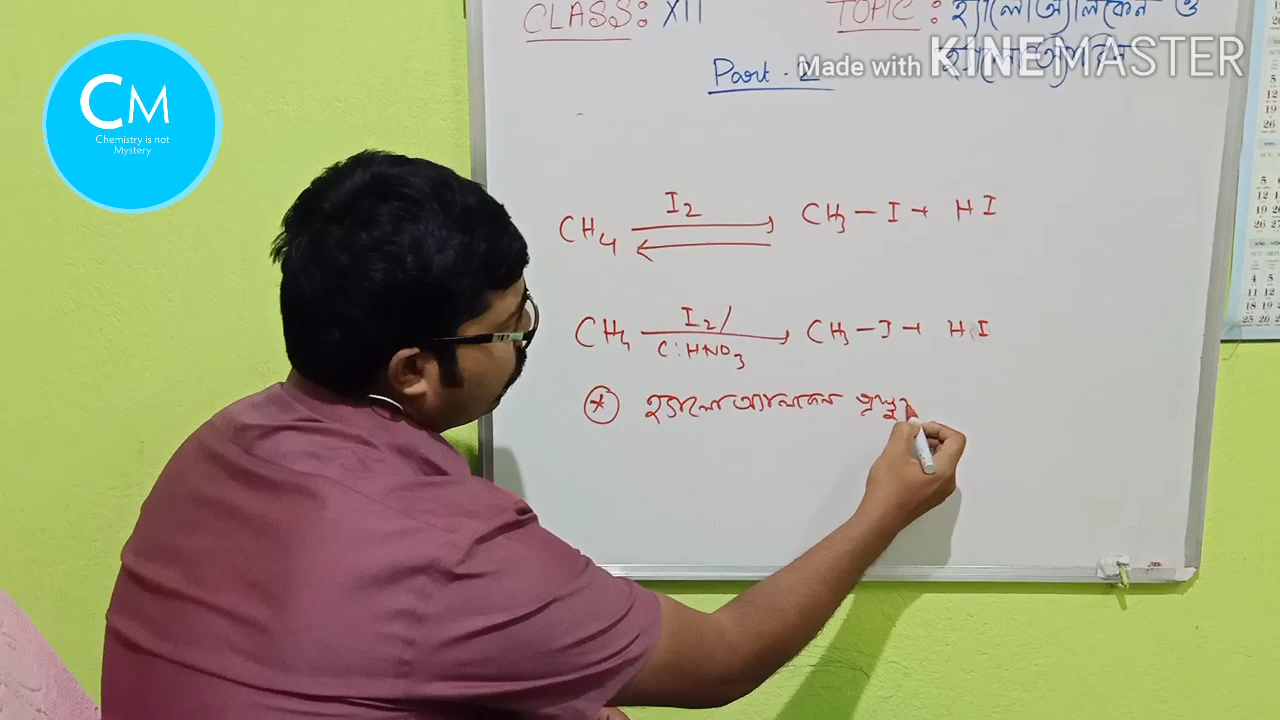 CLASS: XII TOPIC: হ্যালোঅ্যালকেন ও
হ্যালোঅ্যারিন
Part-2
Made with KINEMASTER
CM
Chemistry is not
Mystery
CH4 I2 CH3-I+ HI
CH4 I2/ CH3-I+ HI
C:HNO3
* হ্যালোঅ্যালকেন